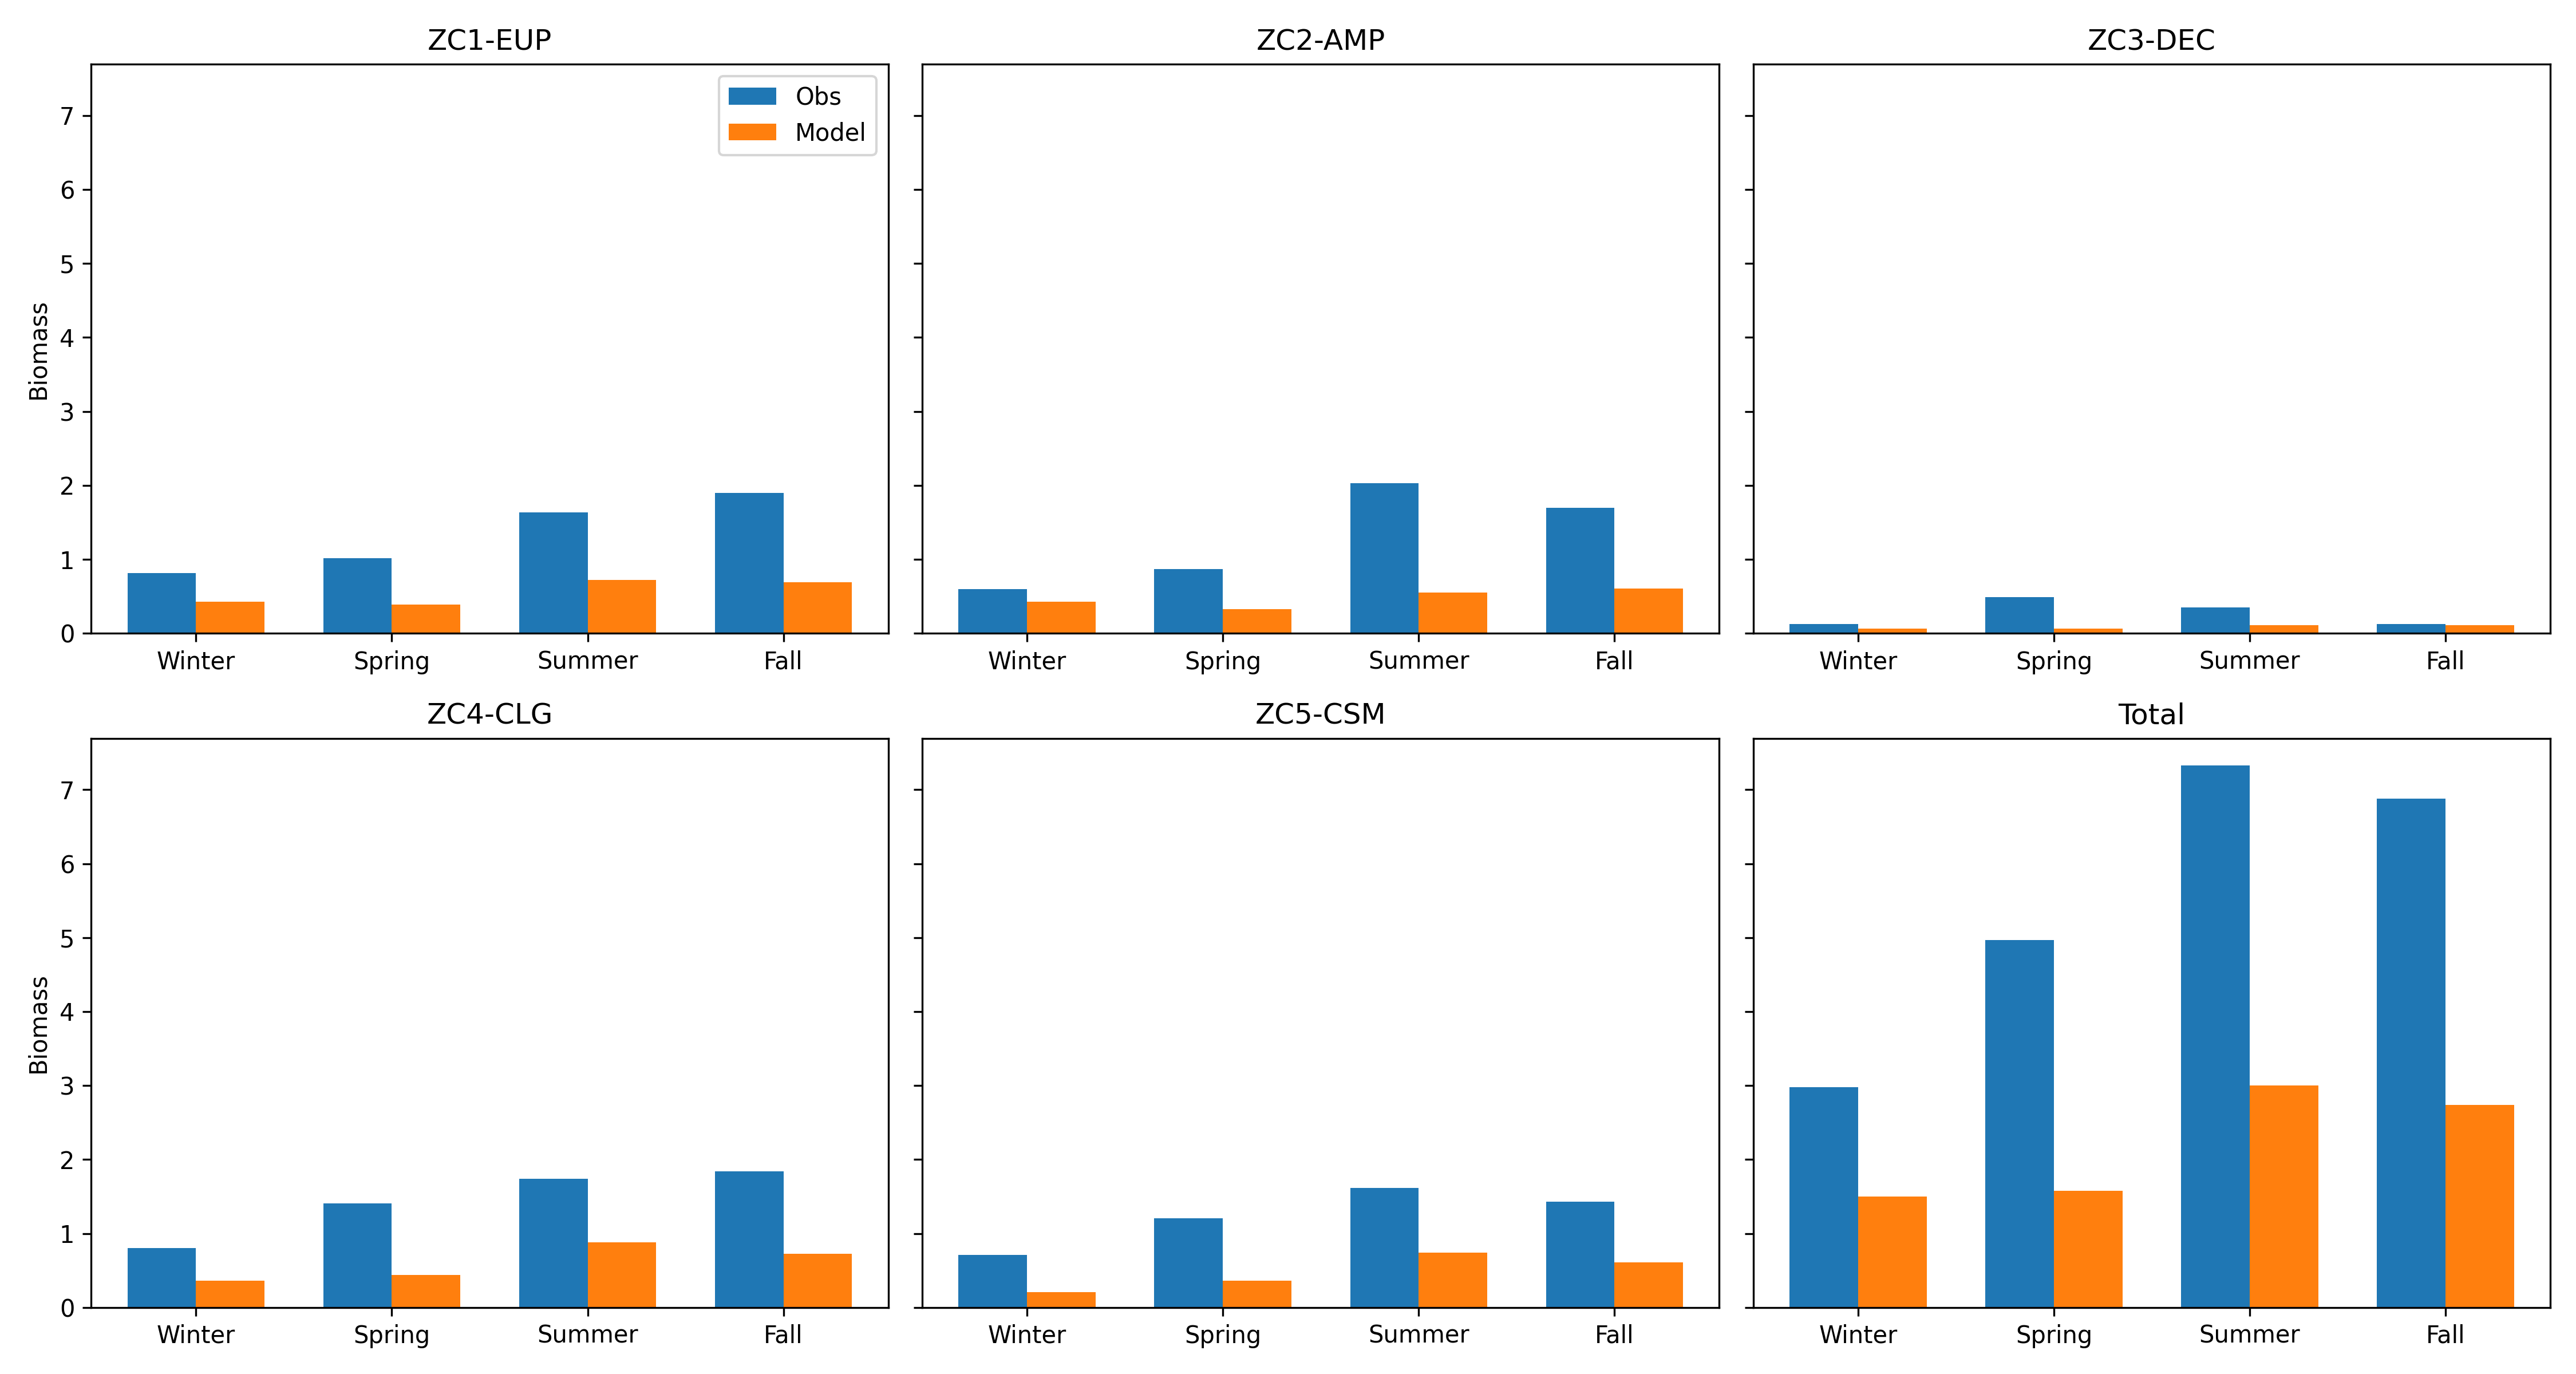 ZC1-EUP
ZC2-AMP
ZC3-DEC
Obs
Model
7
6
5
4
3
2
1
0
Biomass
Winter Spring Summer Fall
Winter Spring Summer Fall
Winter Spring Summer Fall
ZC4-CLG
ZC5-CSM
Total
7
6
5
4
3
2
1
0
Biomass
Winter Spring Summer Fall
Winter Spring Summer Fall
Winter Spring Summer Fall